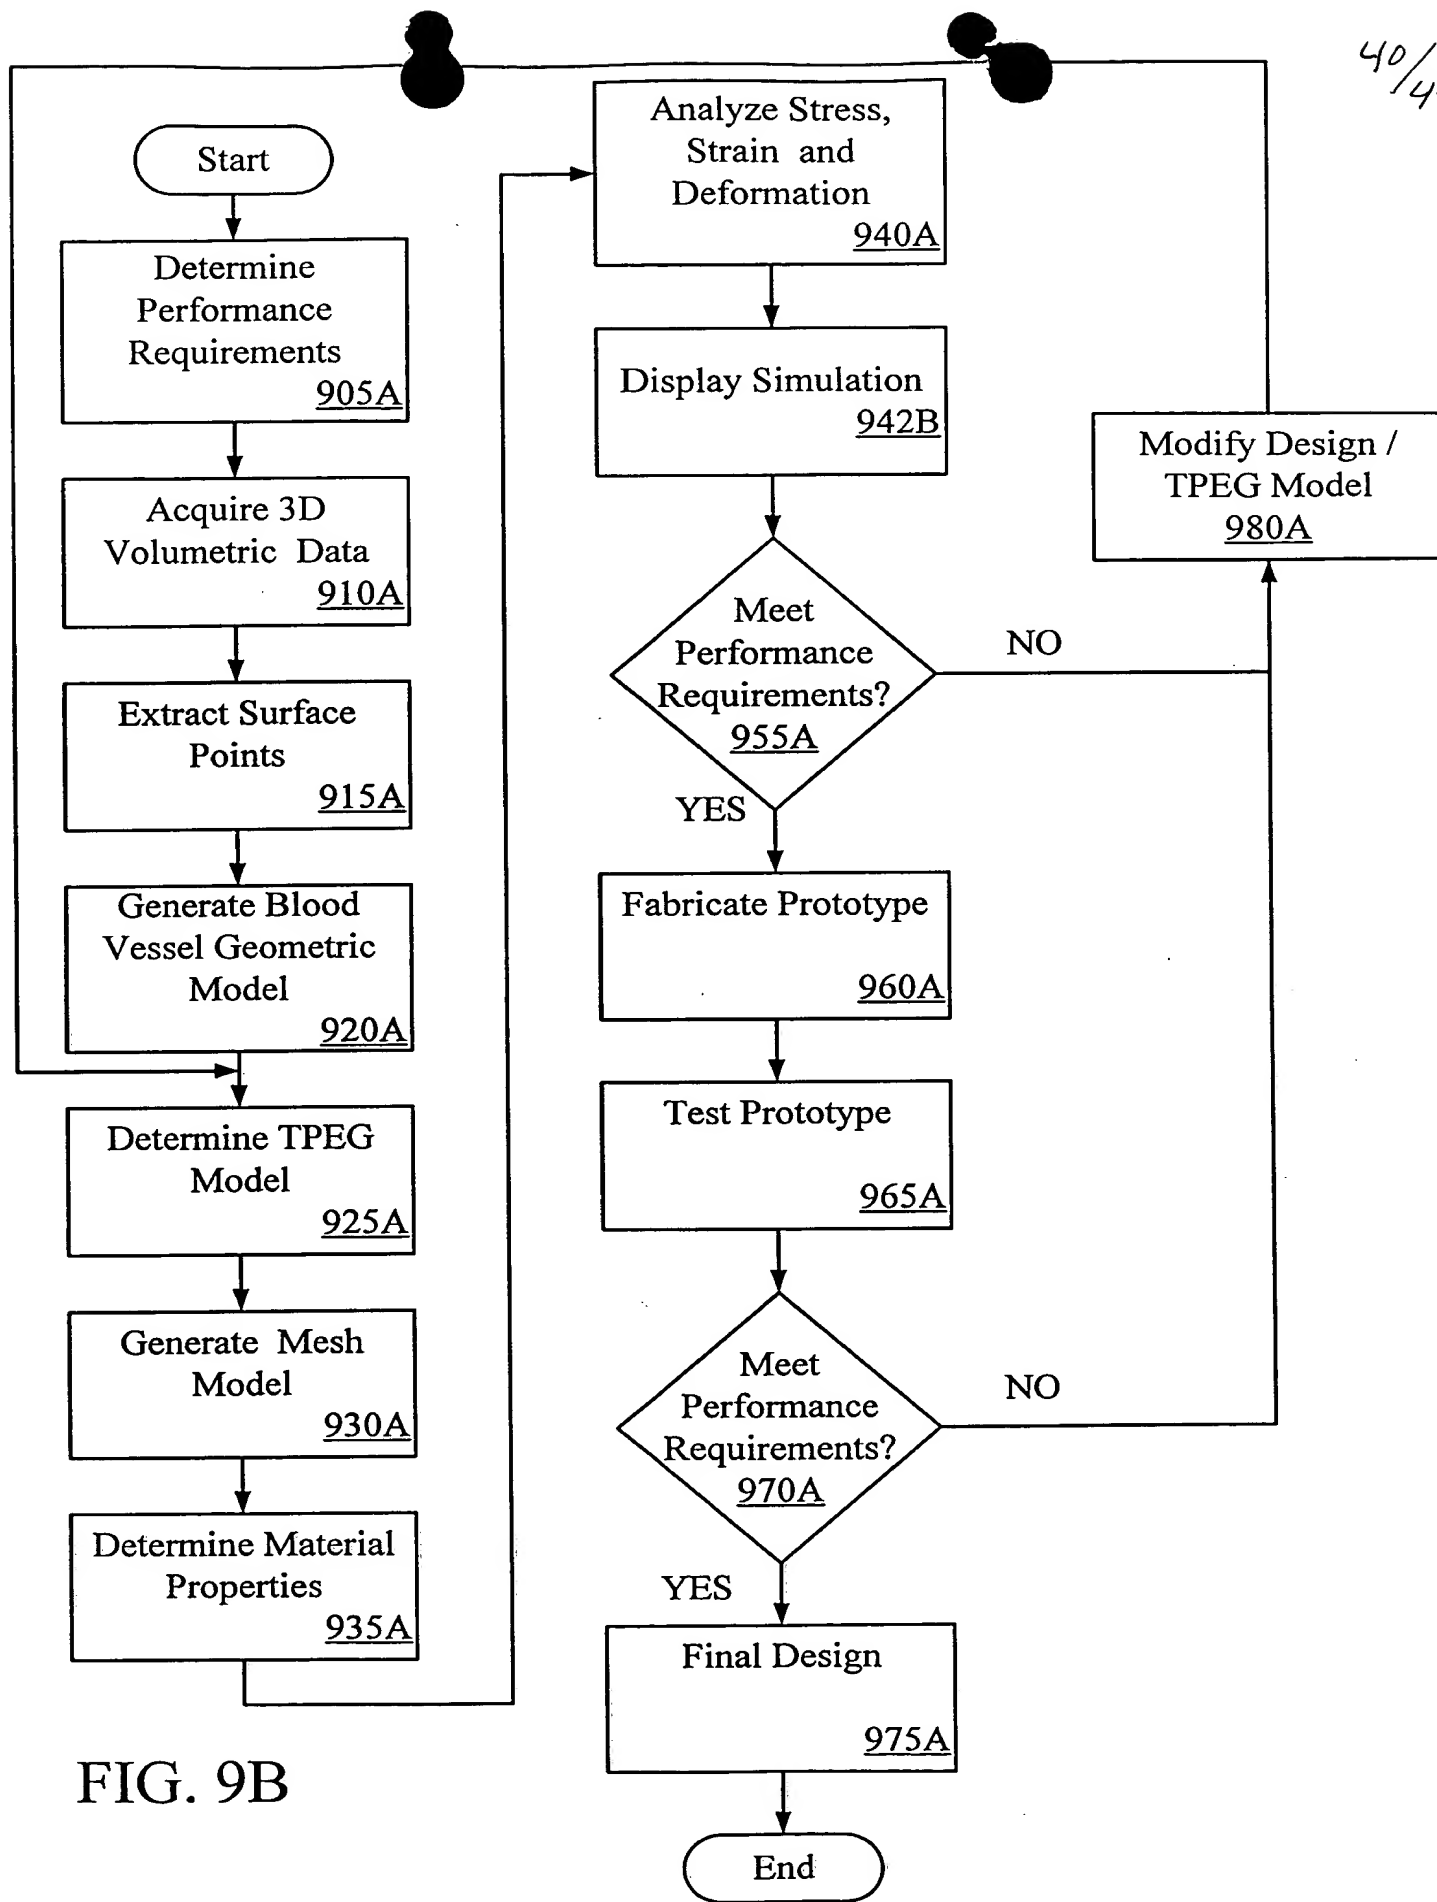 40/4
Start
Determine
Performance
Requirements
905A
Acquire 3D
Volumetric Data
910A
Extract Surface
Points
915A
Generate Blood
Vessel Geometric
Model
920A
Determine TPEG
Model
925A
Generate Mesh
Model
930A
Determine Material
Properties
935A
Analyze Stress,
Strain and
Deformation
940A
Display Simulation
942B
Meet
Performance
Requirements?
955A
NO
YES
Modify Design /
TPEG Model
980A
Fabricate Prototype
960A
Test Prototype
965A
Meet
Performance
Requirements?
970A
NO
YES
Final Design
975A
End
FIG. 9B